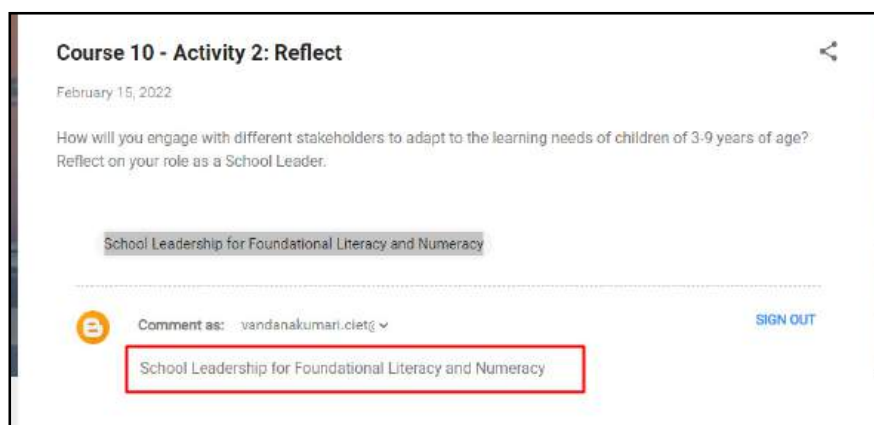 Course 10 - Activity 2: Reflect
February 15, 2022
How will you engage with different stakeholders to adapt to the learning needs of children of 3-9 years of age?
Reflect on your role as a School Leader.
School Leadership for Foundational Literacy and Numeracy
Comment as: vandanakumari.ciet@
SIGN OUT
School Leadership for Foundational Literacy and Numeracy